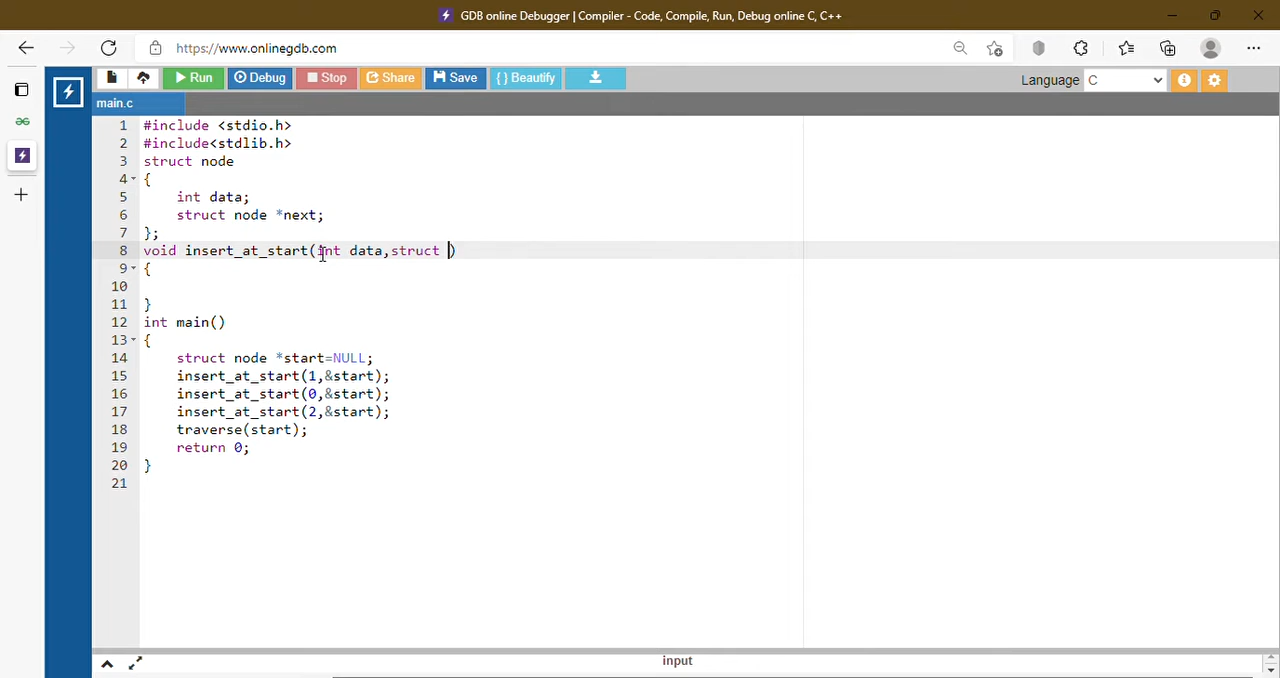 GDB online Debugger | Compiler - Code, Compile, Run, Debug online C, C++
https://www.onlinegdb.com
Run Debug Stop Share Save { } Beautify Language C
main.c
1 #include <stdio.h>
2 #include<stdlib.h>
3 struct node
4 {
5 int data;
6 struct node *next;
7 };
8 void insert_at_start(int data,struct )
9 {
10
11 }
12 int main()
13 {
14 struct node *start=NULL;
15 insert_at_start(1,&start);
16 insert_at_start(0,&start);
17 insert_at_start(2,&start);
18 traverse(start);
19 return 0;
20 }
21
input